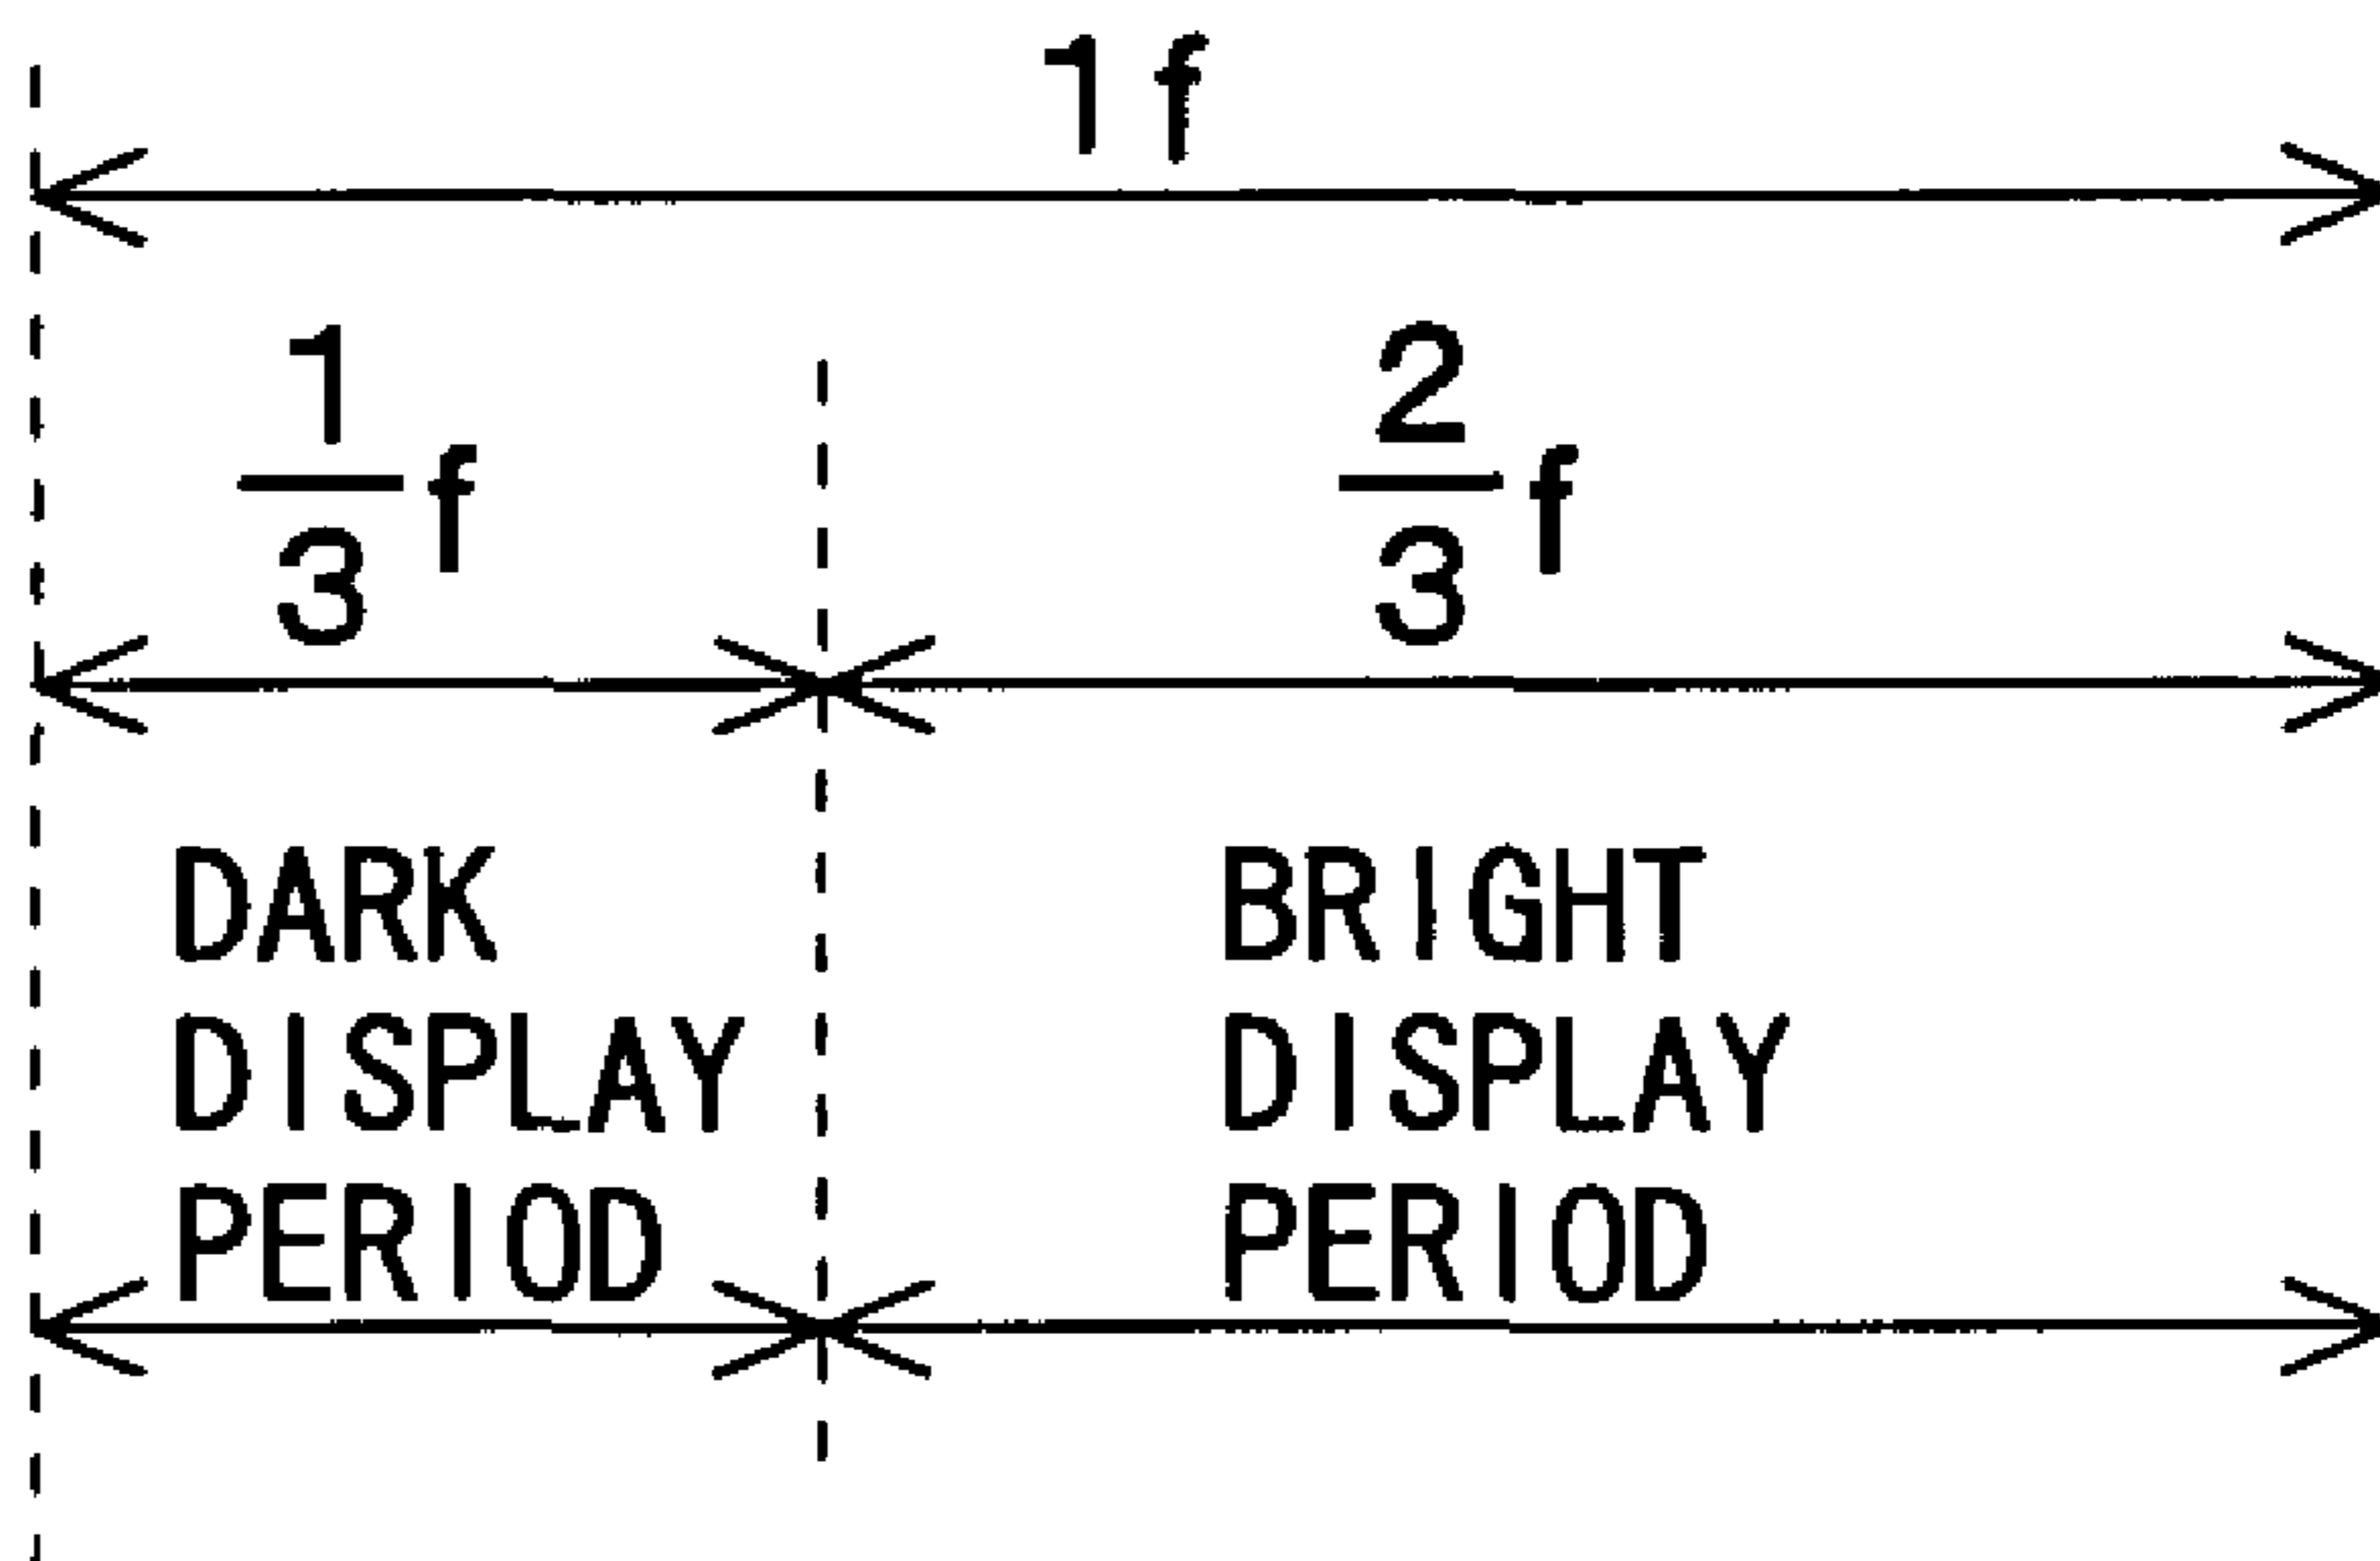 1f
1/3 f
2/3 f
DARK
DISPLAY
PERIOD
BRIGHT
DISPLAY
PERIOD